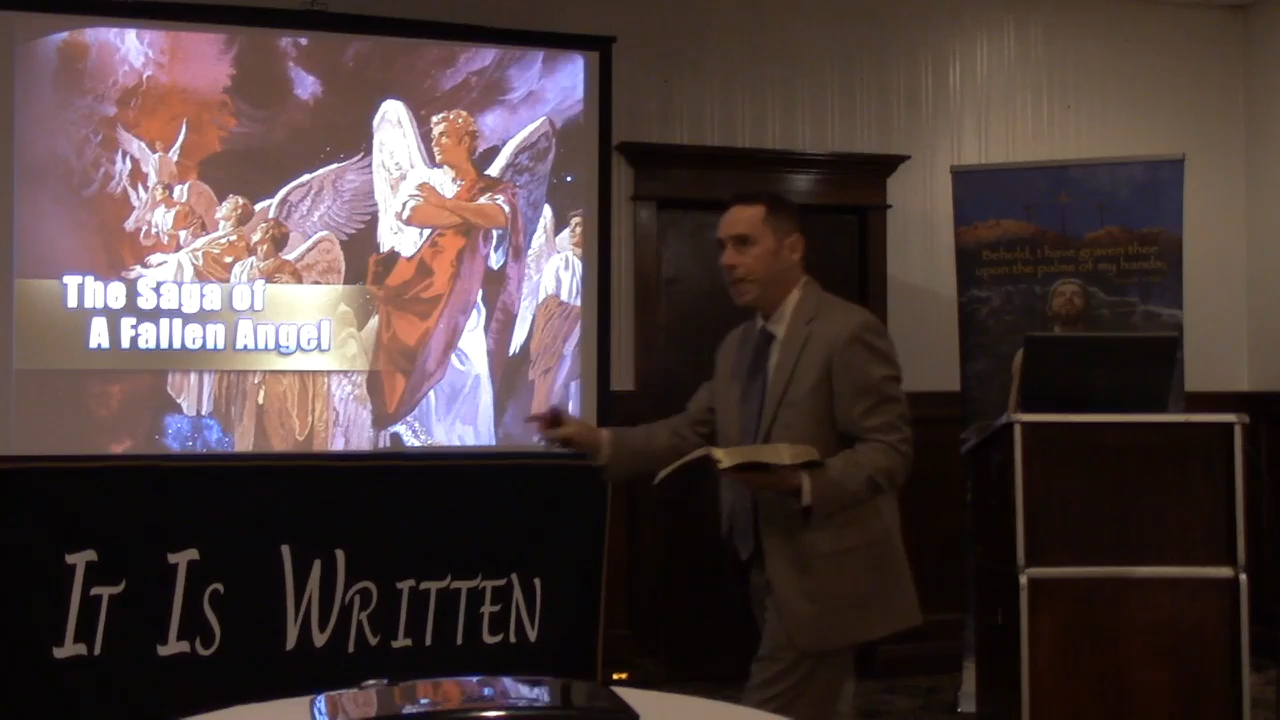 The Saga of
A Fallen Angel
Behold, I have graven thee
upon the palms of my hands;
IT IS WRITTEN